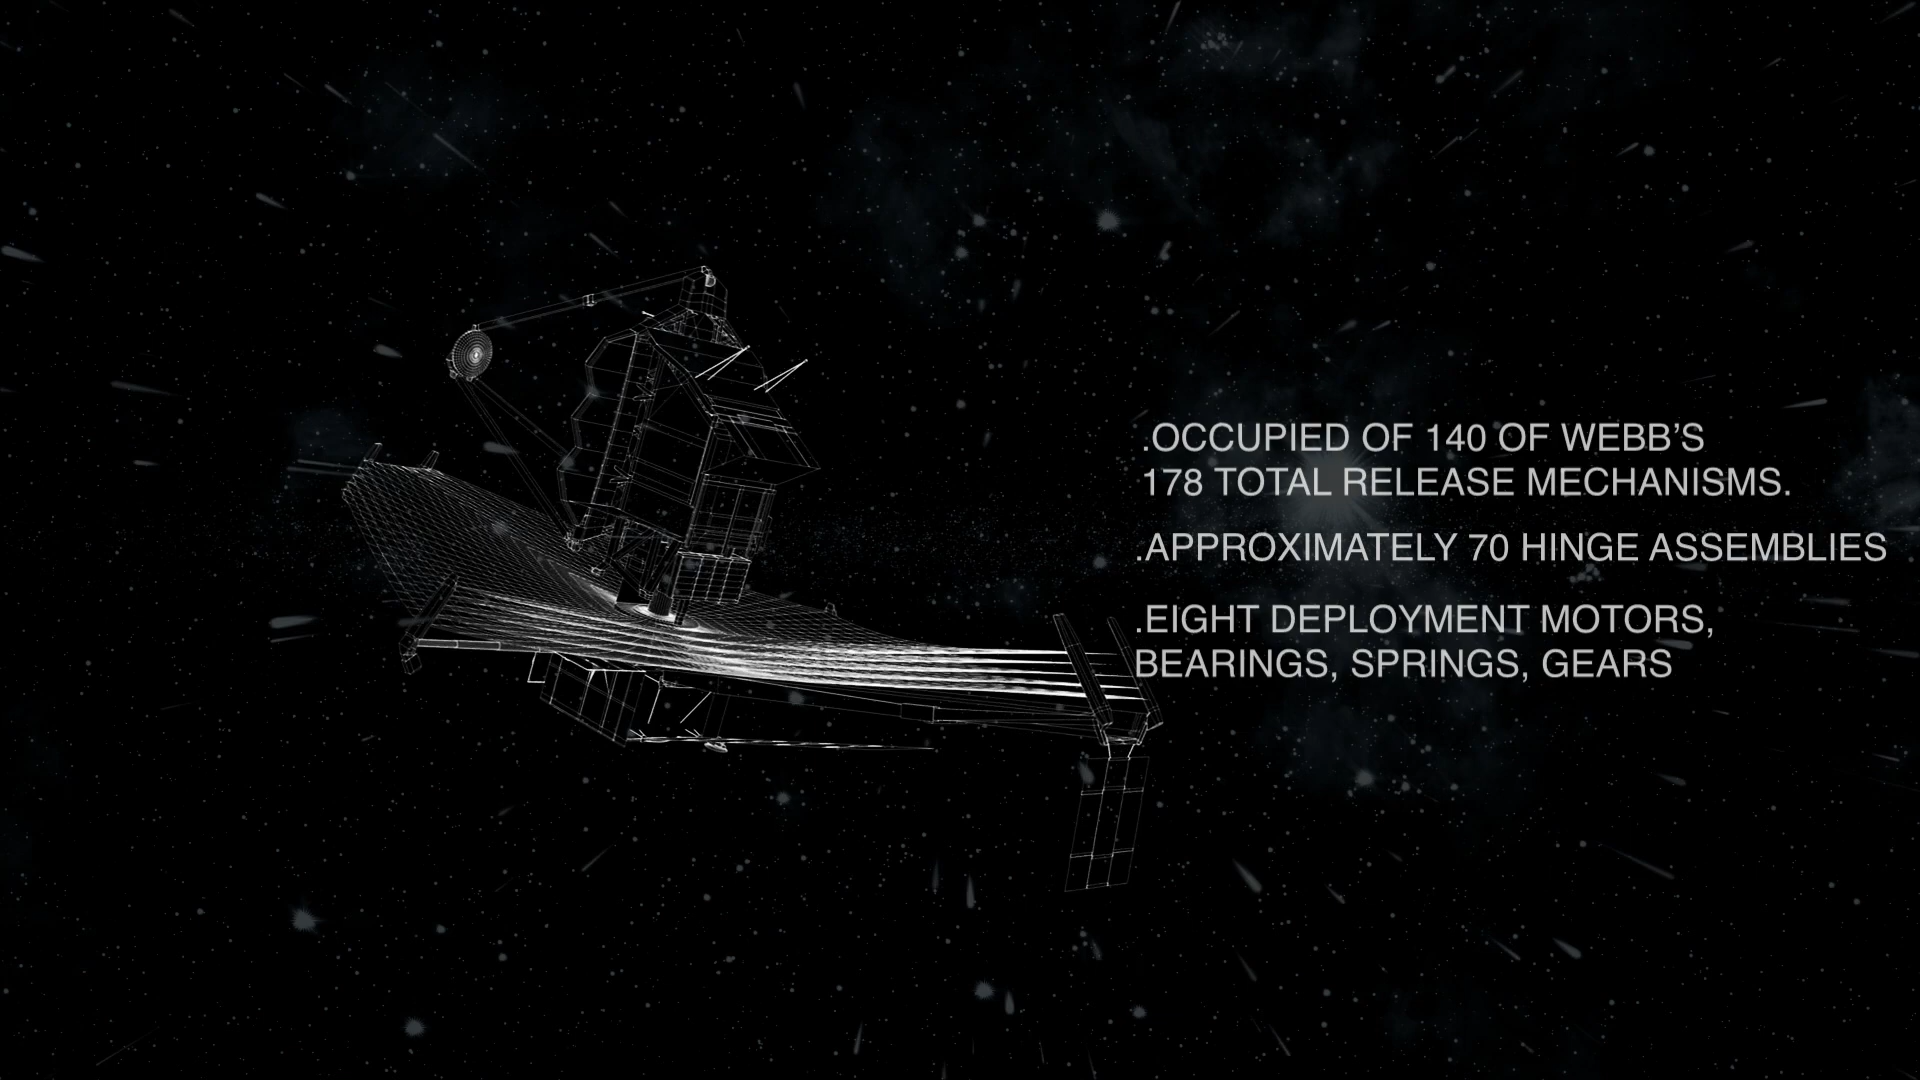 .OCCUPIED OF 140 OF WEBB’S
178 TOTAL RELEASE MECHANISMS.
.APPROXIMATELY 70 HINGE ASSEMBLIES
.EIGHT DEPLOYMENT MOTORS,
BEARINGS, SPRINGS, GEARS